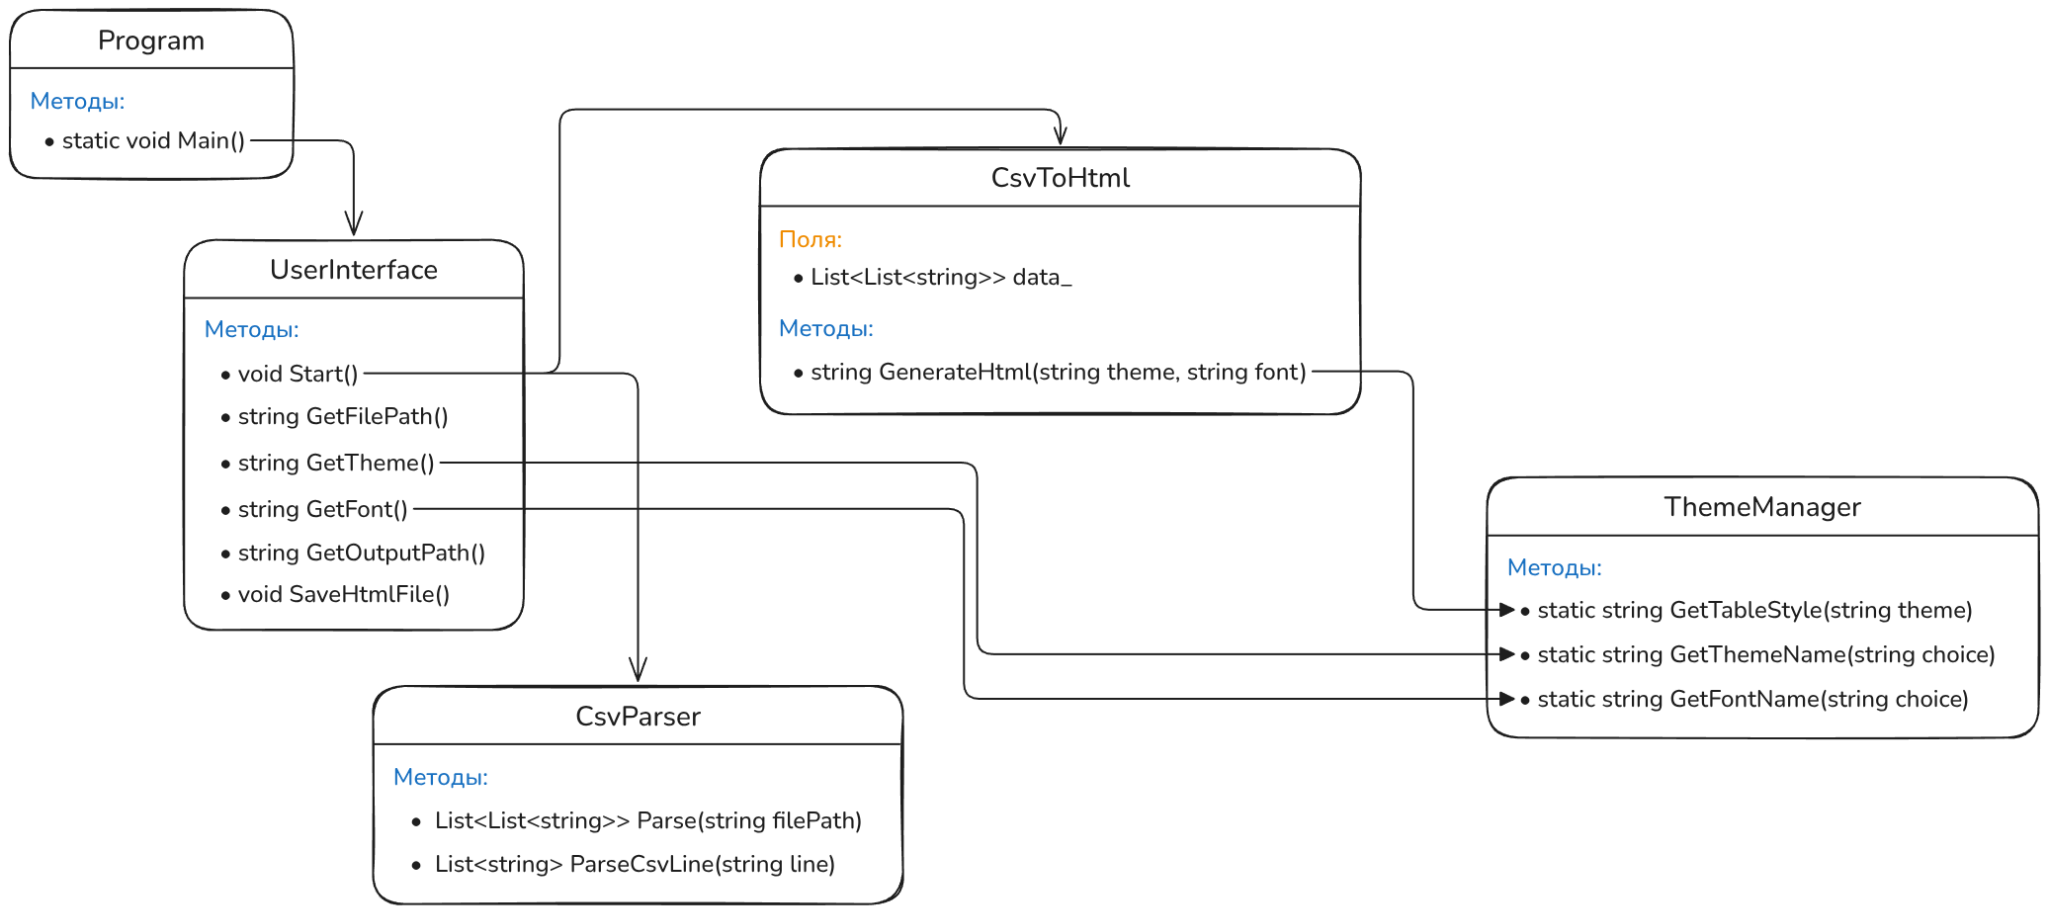 Program
Методы:
• static void Main()
UserInterface
Методы:
• void Start()
• string GetFilePath()
• string GetTheme()
• string GetFont()
• string GetOutputPath()
• void SaveHtmlFile()
CsvToHtml
Поля:
• List<List<string>> data_
Методы:
• string GenerateHtml(string theme, string font)
ThemeManager
Методы:
• static string GetTableStyle(string theme)
• static string GetThemeName(string choice)
• static string GetFontName(string choice)
CsvParser
Методы:
• List<List<string>> Parse(string filePath)
• List<string> ParseCsvLine(string line)